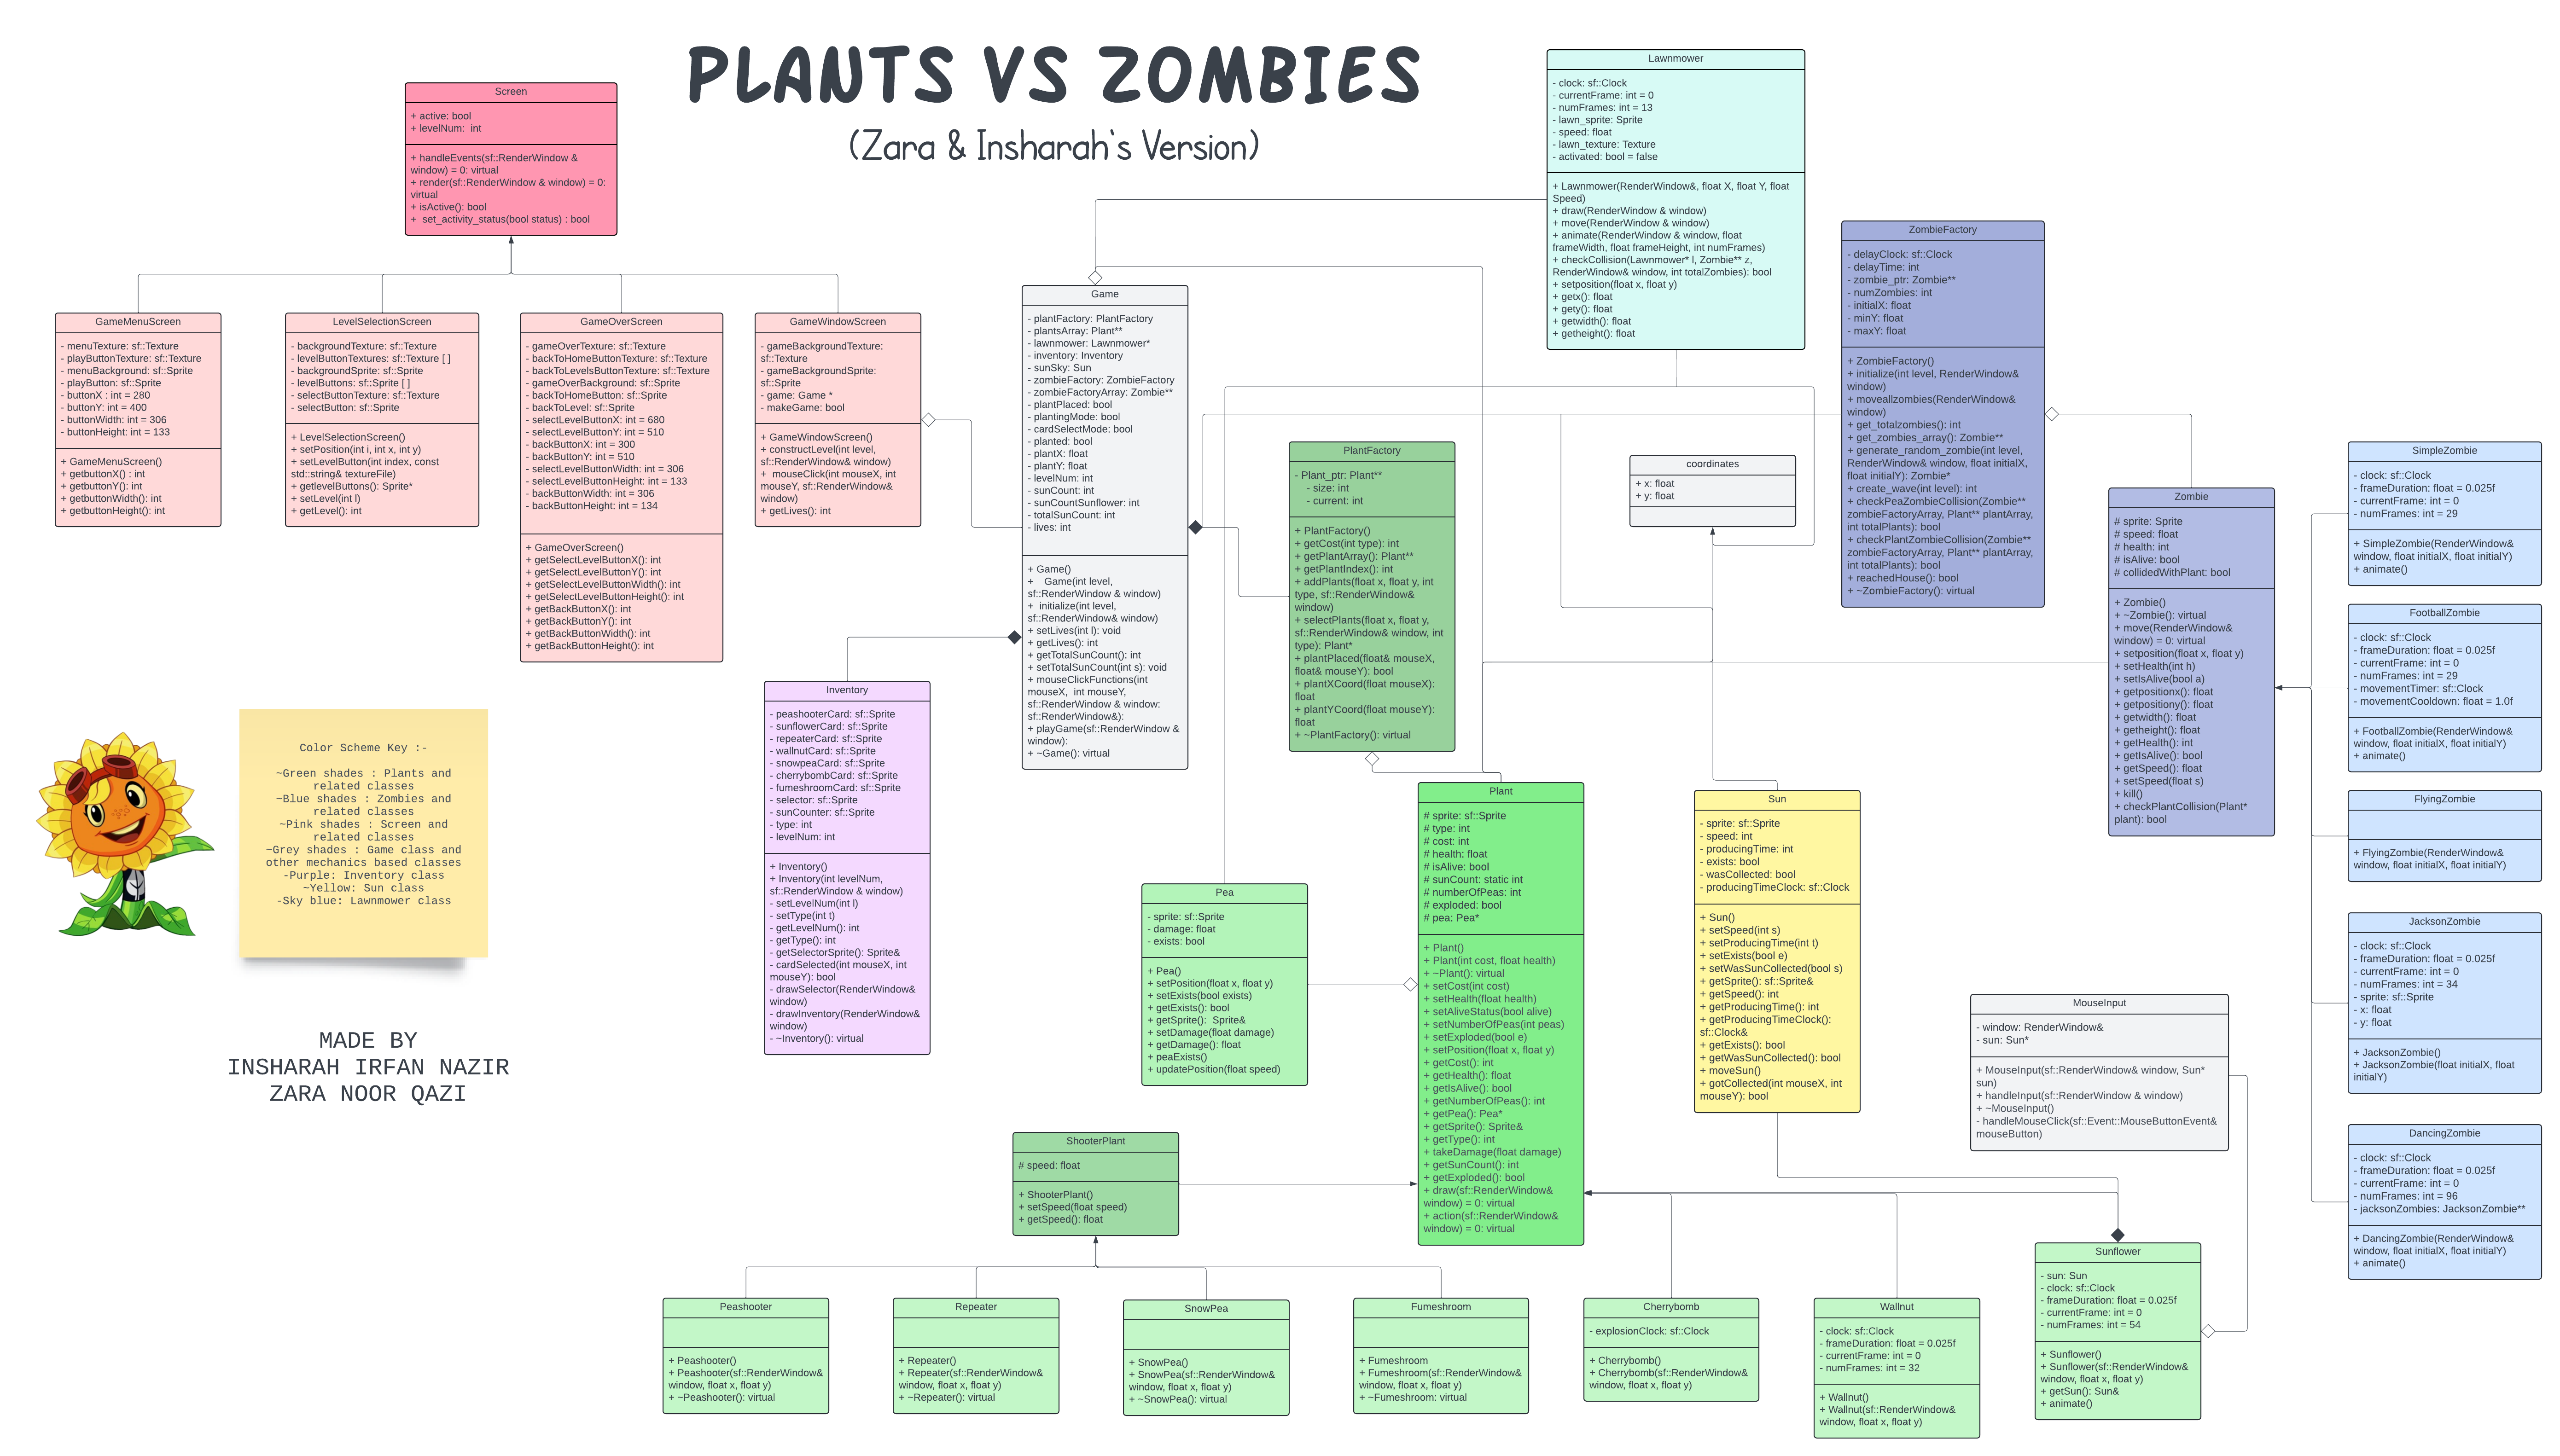 PLANTS VS ZOMBIES
(Zara & Insharah's Version)
Screen
+ active: bool
+ levelNum:  int
+ handleEvents(sf::RenderWindow &
window) = 0: virtual
+ render(sf::RenderWindow & window) = 0:
virtual
+ isActive(): bool
+  set_activity_status(bool status) : bool
GameMenuScreen
- menuTexture: sf::Texture
- playButtonTexture: sf::Texture
- menuBackground: sf::Sprite
- playButton: sf::Sprite
- buttonX : int = 280
- buttonY: int = 400
- buttonWidth: int = 306
- buttonHeight: int = 133
+ GameMenuScreen()
+ getbuttonX() : int
+ getbuttonY(): int
+ getbuttonWidth(): int
+ getbuttonHeight(): int
LevelSelectionScreen
- backgroundTexture: sf::Texture
- levelButtonTextures: sf::Texture [ ]
- backgroundSprite: sf::Sprite
- levelButtons: sf::Sprite [ ]
- selectButtonTexture: sf::Texture
- selectButton: sf::Sprite
+ LevelSelectionScreen()
+ setPosition(int i, int x, int y)
+ setLevelButton(int index, const
std::string& textureFile)
+ getlevelButtons(): Sprite*
+ setLevel(int l)
+ getLevel(): int
GameOverScreen
- gameOverTexture: sf::Texture
- backToHomeButtonTexture: sf::Texture
- backToLevelsButtonTexture: sf::Texture
- gameOverBackground: sf::Sprite
- backToHomeButton: sf::Sprite
- backToLevel: sf::Sprite
- selectLevelButtonX: int = 680
- selectLevelButtonY: int = 510
- backButtonX: int = 300
- backButtonY: int = 510
- selectLevelButtonWidth: int = 306
- selectLevelButtonHeight: int = 133
- backButtonWidth: int = 306
- backButtonHeight: int = 134
+ GameOverScreen()
+ getSelectLevelButtonX(): int
+ getSelectLevelButtonY(): int
+ getSelectLevelButtonWidth(): int
+ getSelectLevelButtonHeight(): int
+ getBackButtonX(): int
+ getBackButtonY(): int
+ getBackButtonWidth(): int
+ getBackButtonHeight(): int
GameWindowScreen
- gameBackgroundTexture:
sf::Texture
- gameBackgroundSprite:
sf::Sprite
- game: Game *
- makeGame: bool
+ GameWindowScreen()
+ constructLevel(int level,
sf::RenderWindow& window)
+  mouseClick(int mouseX, int
mouseY, sf::RenderWindow&
window)
+ getLives(): int
Game
- plantFactory: PlantFactory
- plantsArray: Plant**
- lawnmower: Lawnmower*
- inventory: Inventory
- sunSky: Sun
- zombieFactory: ZombieFactory
- zombieFactoryArray: Zombie**
- plantPlaced: bool
- plantingMode: bool
- cardSelectMode: bool
- planted: bool
- plantX: float
- plantY: float
- levelNum: int
- sunCount: int
- sunCountSunflower: int
- totalSunCount: int
- lives: int
+ Game()
+    Game(int level,
sf::RenderWindow & window)
+  initialize(int level,
sf::RenderWindow& window)
+ setLives(int l): void
+ getLives(): int
+ getTotalSunCount(): int
+ setTotalSunCount(int s): void
+ mouseClickFunctions(int
mouseX,  int mouseY,
sf::RenderWindow & window:
sf::RenderWindow&):
+ playGame(sf::RenderWindow &
window):
+ ~Game(): virtual
Lawnmower
- clock: sf::Clock
- currentFrame: int = 0
- numFrames: int = 13
- lawn_sprite: Sprite
- speed: float
- lawn_texture: Texture
- activated: bool = false
+ Lawnmower(RenderWindow&, float X, float Y, float
Speed)
+ draw(RenderWindow & window)
+ move(RenderWindow & window)
+ animate(RenderWindow & window, float
frameWidth, float frameHeight, int numFrames)
+ checkCollision(Lawnmower* l, Zombie** z,
RenderWindow& window, int totalZombies): bool
+ setposition(float x, float y)
+ getx(): float
+ gety(): float
+ getwidth(): float
+ getheight(): float
ZombieFactory
- delayClock: sf::Clock
- delayTime: int
- zombie_ptr: Zombie**
- numZombies: int
- initialX: float
- minY: float
- maxY: float
+ ZombieFactory()
+ initialize(int level, RenderWindow&
window)
+ moveallzombies(RenderWindow&
window)
+ get_totalzombies(): int
+ get_zombies_array(): Zombie**
+ generate_random_zombie(int level,
RenderWindow& window, float initialX,
float initialY): Zombie*
+ create_wave(int level): int
+ checkPeaZombieCollision(Zombie**
zombieFactoryArray, Plant** plantArray,
int totalPlants): bool
+ checkPlantZombieCollision(Zombie**
zombieFactoryArray, Plant** plantArray,
int totalPlants): bool
+ reachedHouse(): bool
+ ~ZombieFactory(): virtual
PlantFactory
- Plant_ptr: Plant**
- size: int
- current: int
+ PlantFactory()
+ getCost(int type): int
+ getPlantArray(): Plant**
+ getPlantIndex(): int
+ addPlants(float x, float y, int
type, sf::RenderWindow&
window)
+ selectPlants(float x, float y,
sf::RenderWindow& window, int
type): Plant*
+ plantPlaced(float& mouseX,
float& mouseY): bool
+ plantXCoord(float mouseX):
float
+ plantYCoord(float mouseY):
float
+ ~PlantFactory(): virtual
coordinates
+ x: float
+ y: float
Zombie
# sprite: Sprite
# speed: float
# health: int
# isAlive: bool
# collidedWithPlant: bool
+ Zombie()
+ ~Zombie(): virtual
+ move(RenderWindow&
window) = 0: virtual
+ setposition(float x, float y)
+ setHealth(int h)
+ setIsAlive(bool a)
+ getpositionx(): float
+ getpositiony(): float
+ getwidth(): float
+ getheight(): float
+ getHealth(): int
+ getIsAlive(): bool
+ getSpeed(): float
+ setSpeed(float s)
+ kill()
+ checkPlantCollision(Plant*
plant): bool
SimpleZombie
- clock: sf::Clock
- frameDuration: float = 0.025f
- currentFrame: int = 0
- numFrames: int = 29
+ SimpleZombie(RenderWindow&
window, float initialX, float initialY)
+ animate()
FootballZombie
- clock: sf::Clock
- frameDuration: float = 0.025f
- currentFrame: int = 0
- numFrames: int = 29
- movementTimer: sf::Clock
- movementCooldown: float = 1.0f
+ FootballZombie(RenderWindow&
window, float initialX, float initialY)
+ animate()
FlyingZombie
+ FlyingZombie(RenderWindow&
window, float initialX, float initialY)
JacksonZombie
- clock: sf::Clock
- frameDuration: float = 0.025f
- currentFrame: int = 0
- numFrames: int = 34
- sprite: sf::Sprite
- x: float
- y: float
+ JacksonZombie()
+ JacksonZombie(float initialX, float
initialY)
DancingZombie
- clock: sf::Clock
- frameDuration: float = 0.025f
- currentFrame: int = 0
- numFrames: int = 96
- jacksonZombies: JacksonZombie**
+ DancingZombie(RenderWindow&
window, float initialX, float initialY)
+ animate()
Color Scheme Key :-
~Green shades : Plants and
related classes
~Blue shades : Zombies and
related classes
~Pink shades : Screen and
related classes
~Grey shades : Game class and
other mechanics based classes
-Purple: Inventory class
~Yellow: Sun class
-Sky blue: Lawnmower class
MADE BY
INSHARAH IRFAN NAZIR
ZARA NOOR QAZI
Inventory
- peashooterCard: sf::Sprite
- sunflowerCard: sf::Sprite
- repeaterCard: sf::Sprite
- wallnutCard: sf::Sprite
- snowpeaCard: sf::Sprite
- cherrybombCard: sf::Sprite
- fumeshroomCard: sf::Sprite
- selector: sf::Sprite
- sunCounter: sf::Sprite
- type: int
- levelNum: int
+ Inventory()
+ Inventory(int levelNum,
sf::RenderWindow & window)
- setLevelNum(int l)
- setType(int t)
- getLevelNum(): int
- getType(): int
- getSelectorSprite(): Sprite&
- cardSelected(int mouseX, int
mouseY): bool
- drawSelector(RenderWindow&
window)
- drawInventory(RenderWindow&
window)
- ~Inventory(): virtual
Pea
- sprite: sf::Sprite
- damage: float
- exists: bool
+ Pea()
+ setPosition(float x, float y)
+ setExists(bool exists)
+ getExists(): bool
+ getSprite():  Sprite&
+ setDamage(float damage)
+ getDamage(): float
+ peaExists()
+ updatePosition(float speed)
Plant
# sprite: sf::Sprite
# type: int
# cost: int
# health: float
# isAlive: bool
# sunCount: static int
# numberOfPeas: int
# exploded: bool
# pea: Pea*
+ Plant()
+ Plant(int cost, float health)
+ ~Plant(): virtual
+ setCost(int cost)
+ setHealth(float health)
+ setAliveStatus(bool alive)
+ setNumberOfPeas(int peas)
+ setExploded(bool e)
+ setPosition(float x, float y)
+ getCost(): int
+ getHealth(): float
+ getIsAlive(): bool
+ getNumberOfPeas(): int
+ getPea(): Pea*
+ getSprite(): Sprite&
+ getType(): int
+ takeDamage(float damage)
+ getSunCount(): int
+ getExploded(): bool
+ draw(sf::RenderWindow&
window) = 0: virtual
+ action(sf::RenderWindow&
window) = 0: virtual
Sun
- sprite: sf::Sprite
- speed: int
- producingTime: int
- exists: bool
- wasCollected: bool
- producingTimeClock: sf::Clock
+ Sun()
+ setSpeed(int s)
+ setProducingTime(int t)
+ setExists(bool e)
+ setWasSunCollected(bool s)
+ getSprite(): sf::Sprite&
+ getSpeed(): int
+ getProducingTime(): int
+ getProducingTimeClock():
sf::Clock&
+ getExists(): bool
+ getWasSunCollected(): bool
+ moveSun()
+ gotCollected(int mouseX, int
mouseY): bool
MouseInput
- window: RenderWindow&
- sun: Sun*
+ MouseInput(sf::RenderWindow& window, Sun*
sun)
+ handleInput(sf::RenderWindow & window)
+ ~MouseInput()
- handleMouseClick(sf::Event::MouseButtonEvent&
mouseButton)
ShooterPlant
# speed: float
+ ShooterPlant()
+ setSpeed(float speed)
+ getSpeed(): float
Peashooter
+ Peashooter()
+ Peashooter(sf::RenderWindow&
window, float x, float y)
+ ~Peashooter(): virtual
Repeater
+ Repeater()
+ Repeater(sf::RenderWindow&
window, float x, float y)
+ ~Repeater(): virtual
SnowPea
+ SnowPea()
+ SnowPea(sf::RenderWindow&
window, float x, float y)
+ ~SnowPea(): virtual
Fumeshroom
+ Fumeshroom
+ Fumeshroom(sf::RenderWindow&
window, float x, float y)
+ ~Fumeshroom: virtual
Cherrybomb
- explosionClock: sf::Clock
+ Cherrybomb()
+ Cherrybomb(sf::RenderWindow&
window, float x, float y)
Wallnut
- clock: sf::Clock
- frameDuration: float = 0.025f
- currentFrame: int = 0
- numFrames: int = 32
+ Wallnut()
+ Wallnut(sf::RenderWindow&
window, float x, float y)
Sunflower
- sun: Sun
- clock: sf::Clock
- frameDuration: float = 0.025f
- currentFrame: int = 0
- numFrames: int = 54
+ Sunflower()
+ Sunflower(sf::RenderWindow&
window, float x, float y)
+ getSun(): Sun&
+ animate()